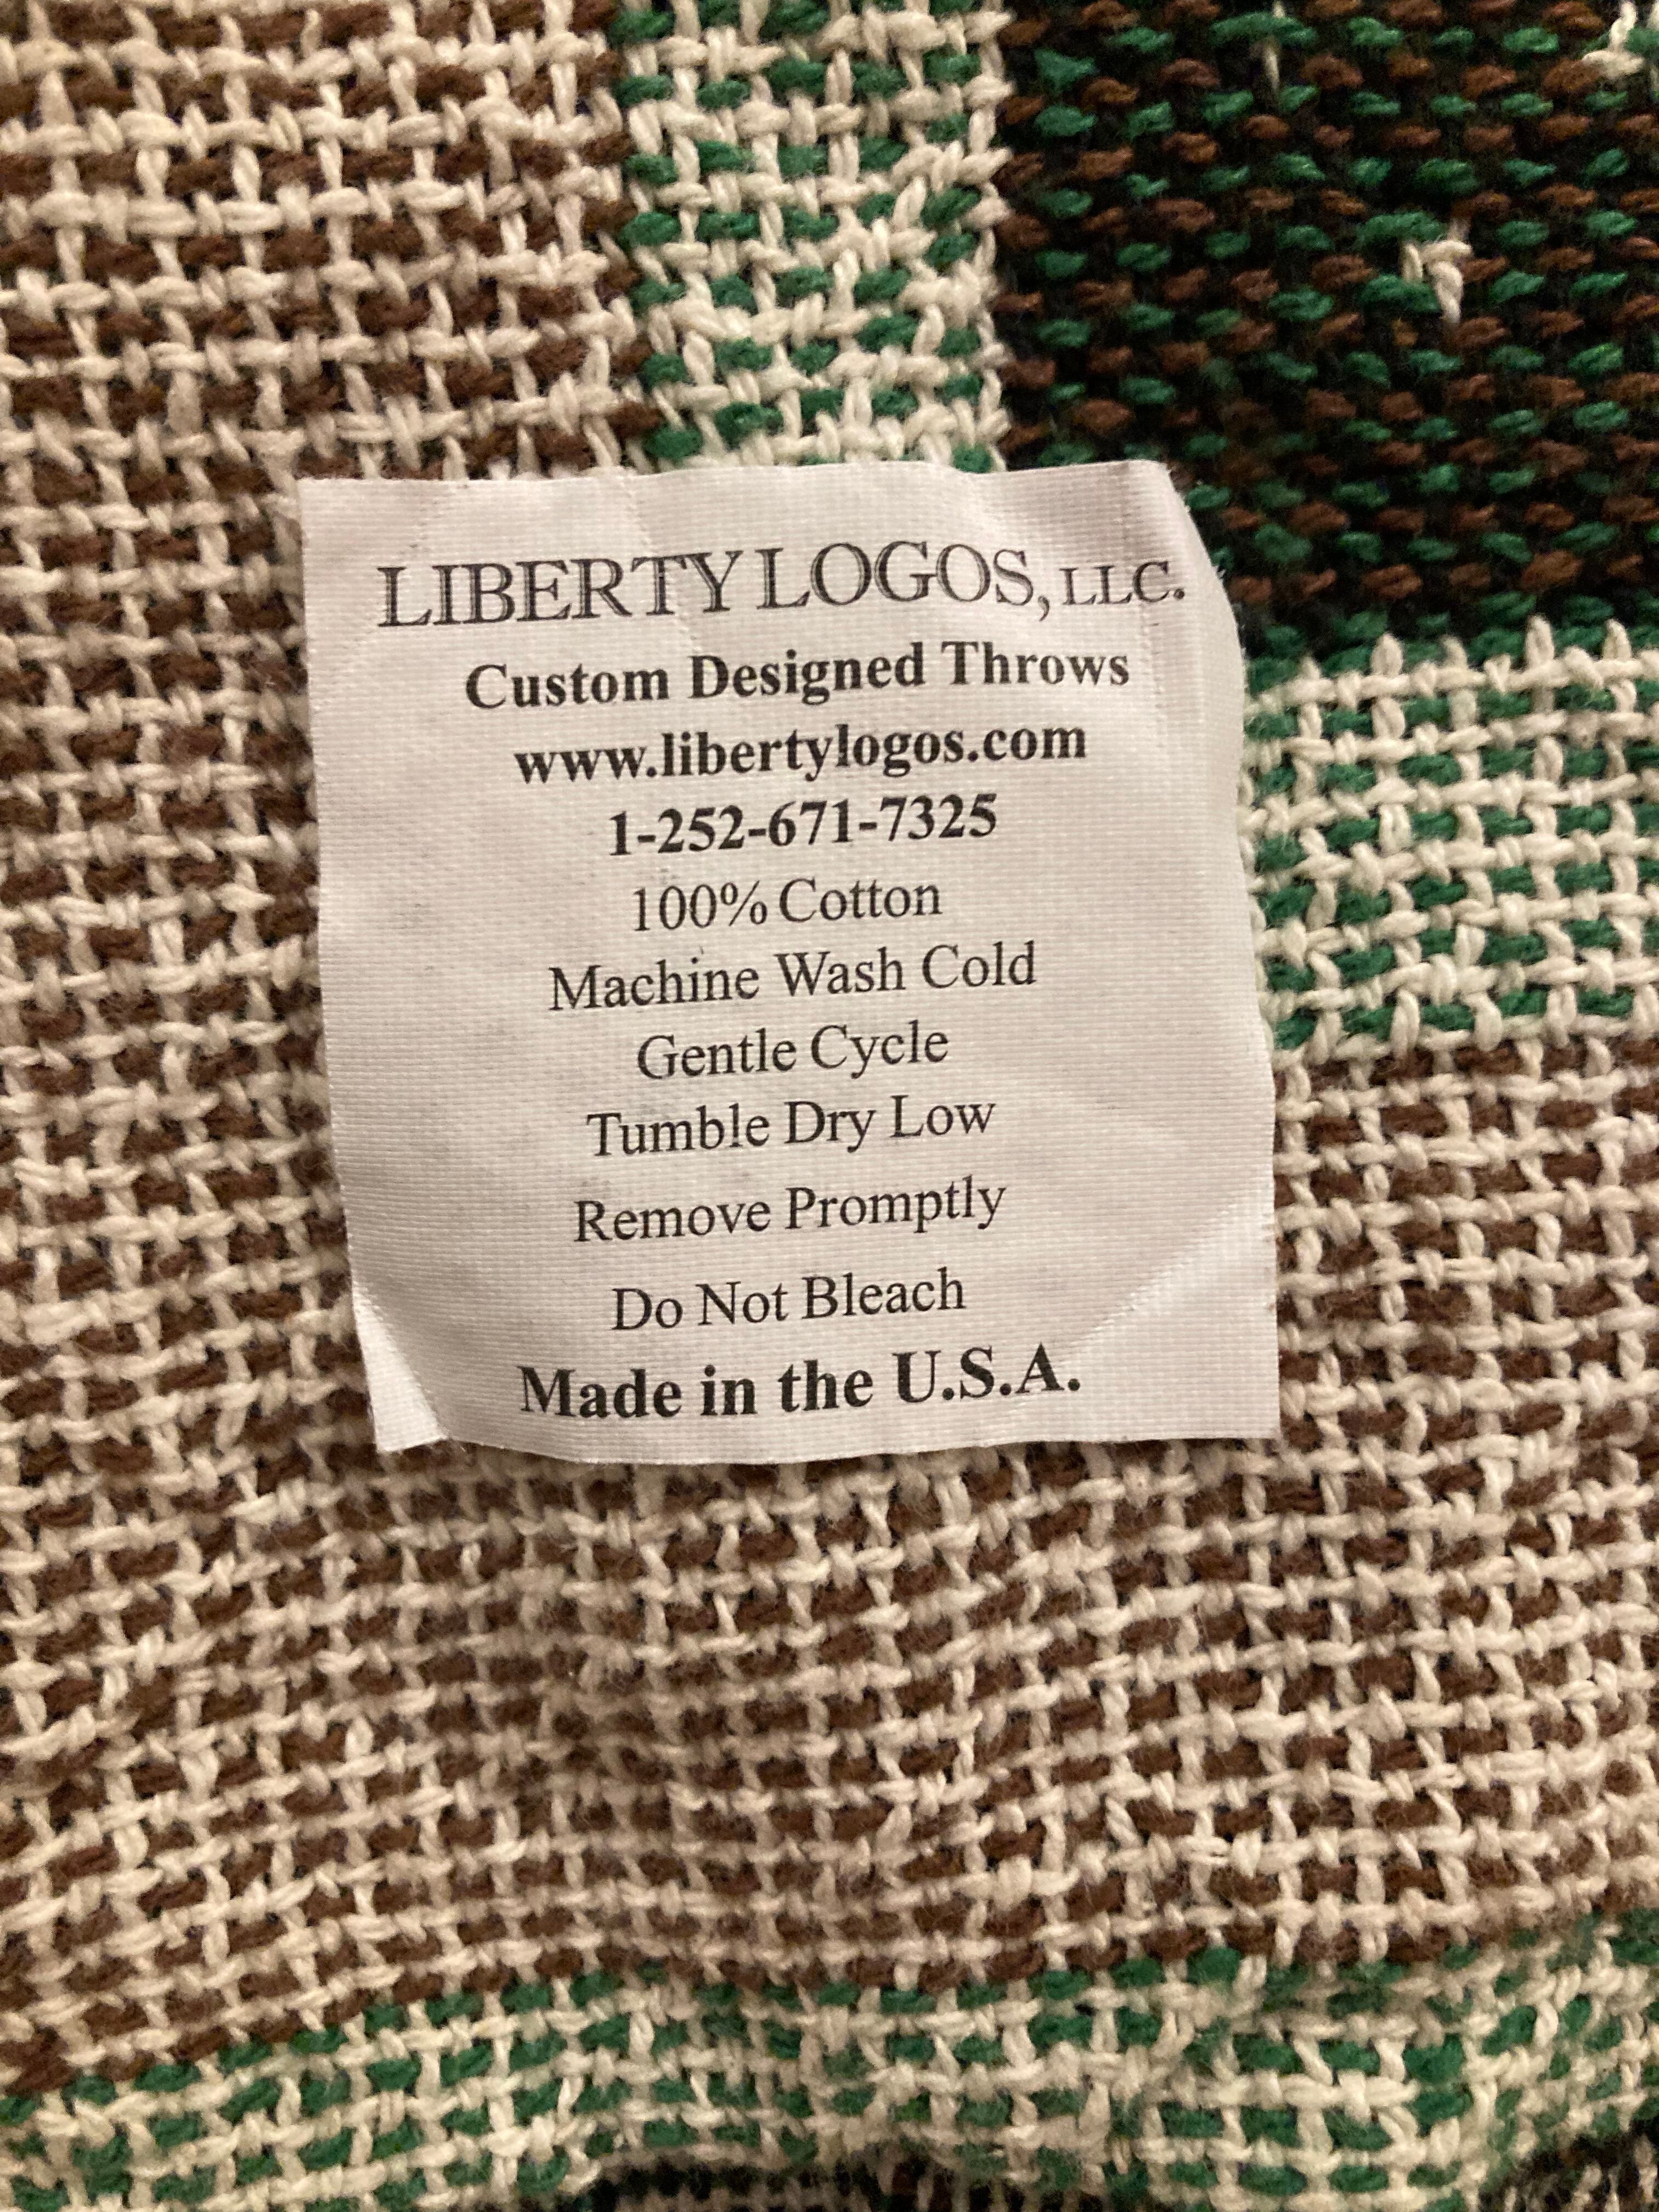 LIBERTY LOGOS, LLC.
Custom Designed Throws
www.libertylogos.com
1-252-671-7325
100% Cotton
Machine Wash Cold
Gentle Cycle
Tumble Dry Low
Remove Promptly
Do Not Bleach
Made in the U.S.A.